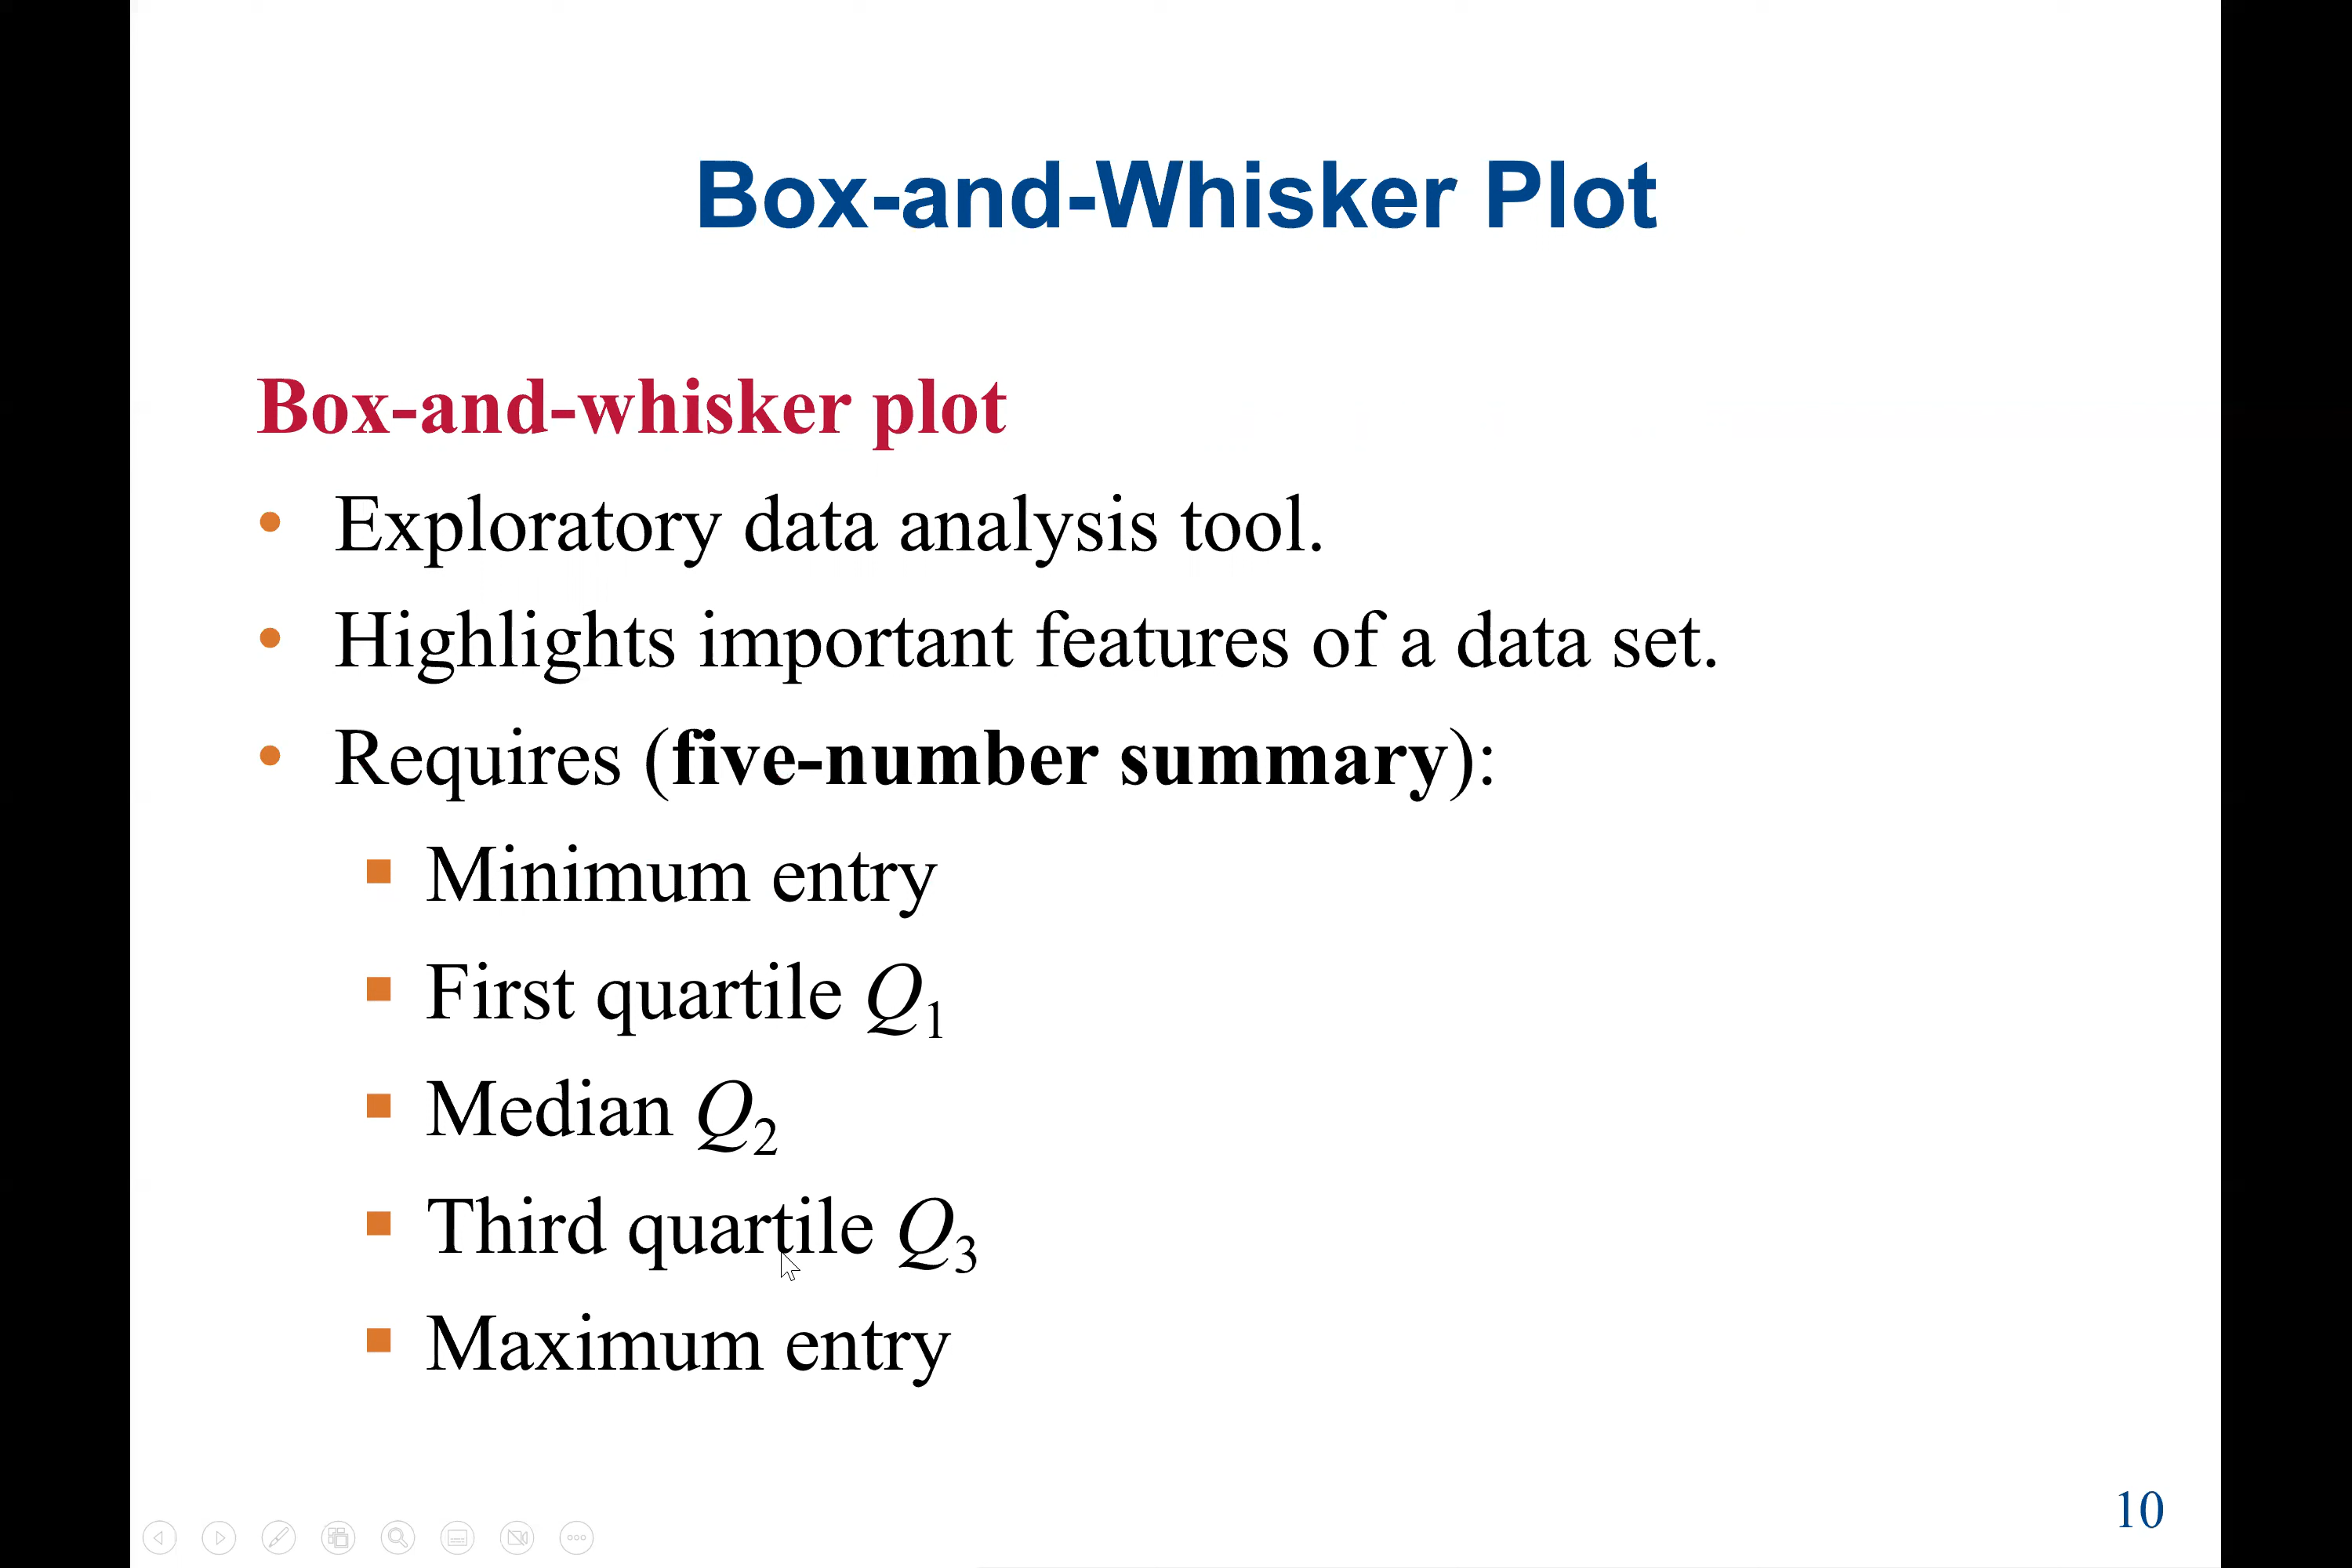 Box-and-Whisker Plot
Box-and-whisker plot
• Exploratory data analysis tool.
• Highlights important features of a data set.
• Requires (five-number summary):
▪ Minimum entry
▪ First quartile Q₁
▪ Median Q₂
▪ Third quartile Q₃
▪ Maximum entry
10